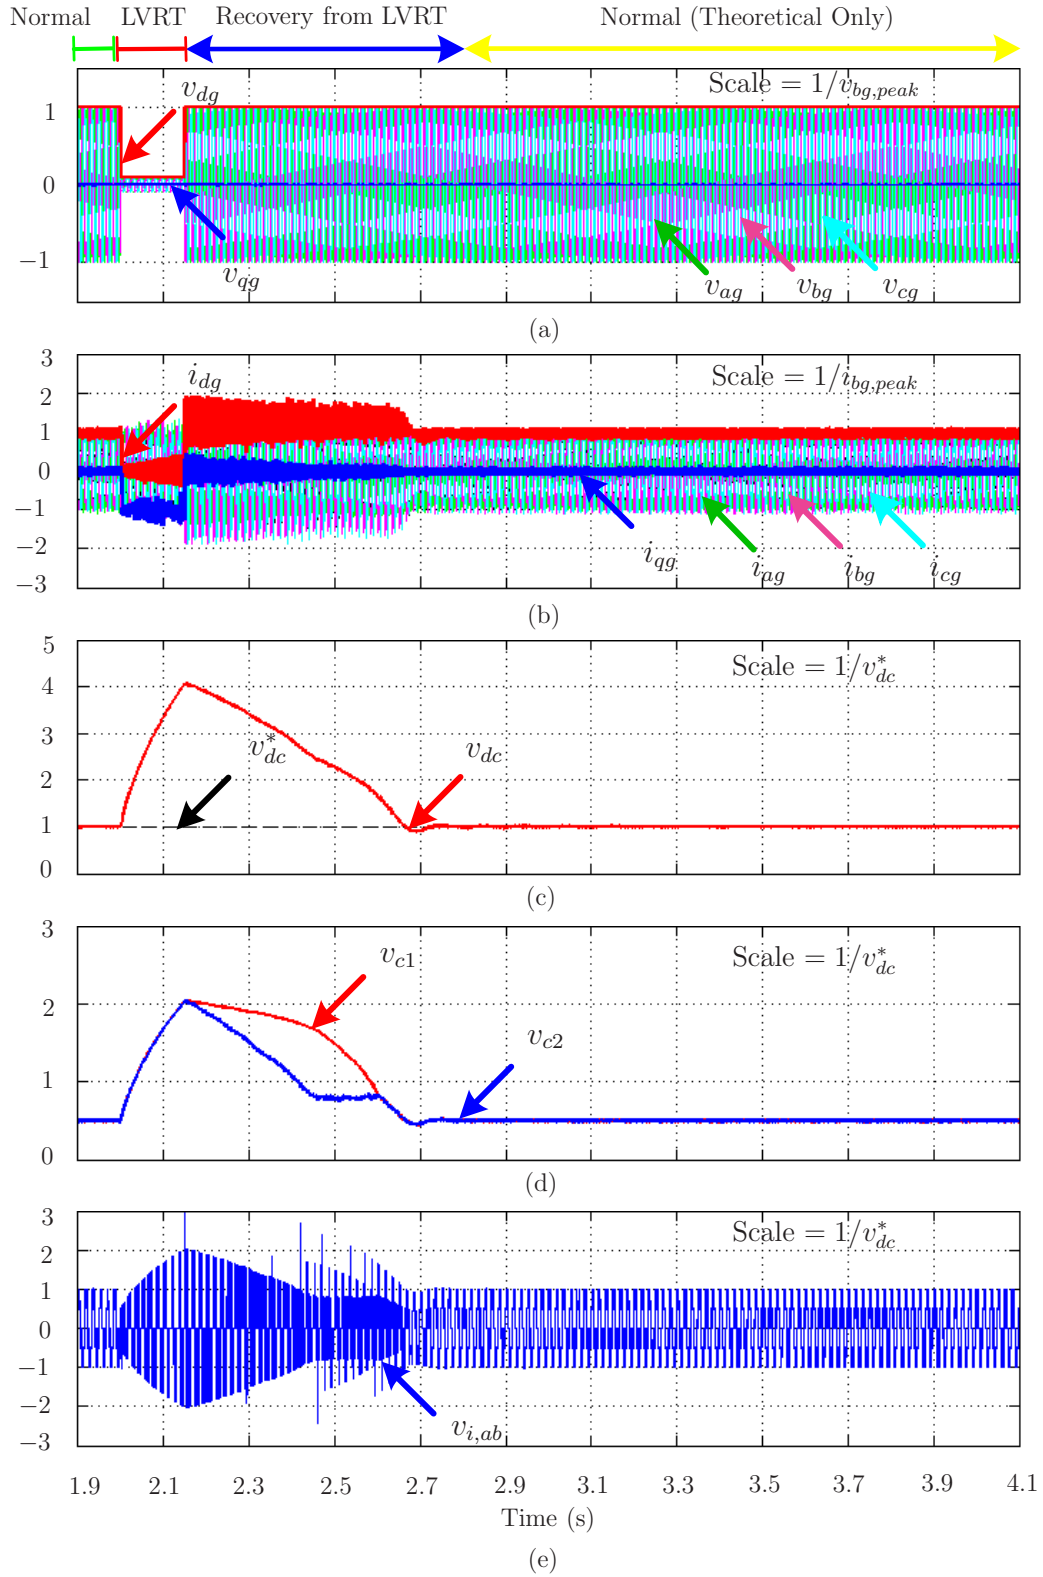 Normal LVRT Recovery from LVRT Normal (Theoretical Only)
v_{dg} Scale = 1/v_{bg,peak}
1
0
−1
v_{qg} v_{ag} v_{bg} v_{cg}
(a)
3
i_{dg} Scale = 1/i_{bg,peak}
2
1
0
−1
−2
i_{qg} i_{ag} i_{bg} i_{cg}
−3
(b)
5
Scale = 1/v^*_{dc}
4
3
v^*_{dc} v_{dc}
2
1
0
(c)
3
v_{c1} Scale = 1/v^*_{dc}
2
v_{c2}
1
0
(d)
3
Scale = 1/v^*_{dc}
2
1
0
−1
−2
v_{i,ab}
−3
1.9 2.1 2.3 2.5 2.7 2.9 3.1 3.3 3.5 3.7 3.9 4.1
Time (s)
(e)